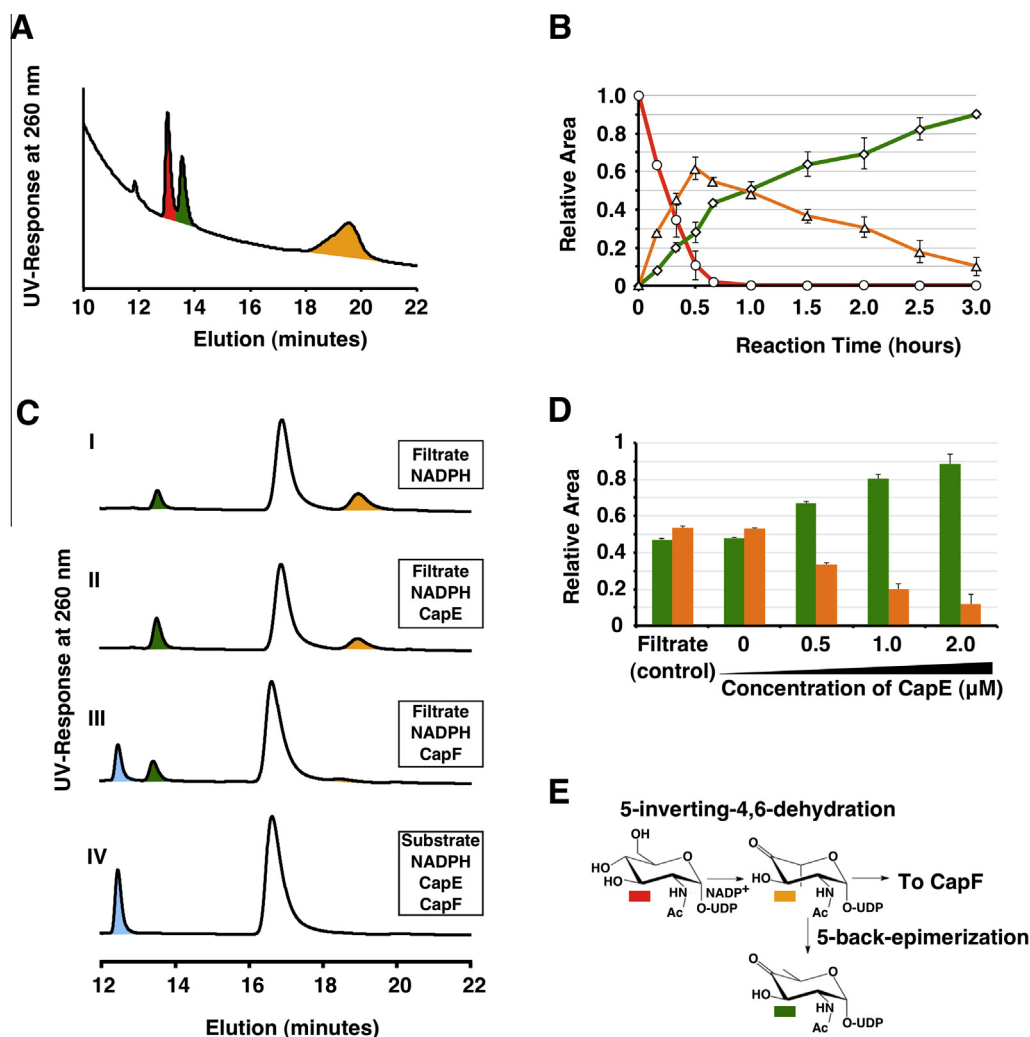 A
UV-Response at 260 nm
10 12 14 16 18 20 22
Elution (minutes)
B
Relative Area
1.0
0.8
0.6
0.4
0.2
0
0 0.5 1.0 1.5 2.0 2.5 3.0
Reaction Time (hours)
C
UV-Response at 260 nm
I
Filtrate
NADPH
II
Filtrate
NADPH
CapE
III
Filtrate
NADPH
CapF
IV
Substrate
NADPH
CapE
CapF
12 14 16 18 20 22
Elution (minutes)
D
Relative Area
1
0.8
0.6
0.4
0.2
0
Filtrate 0 0.5 1.0 2.0
(control)
Concentration of CapE (µM)
E
5-inverting-4,6-dehydration
OH
HO
O
HO
HN
Ac
O-UDP
NADP+
O
O
HO
HN
Ac
O-UDP
To CapF
5-back-epimerization
O
O
HO
HN
Ac
O-UDP